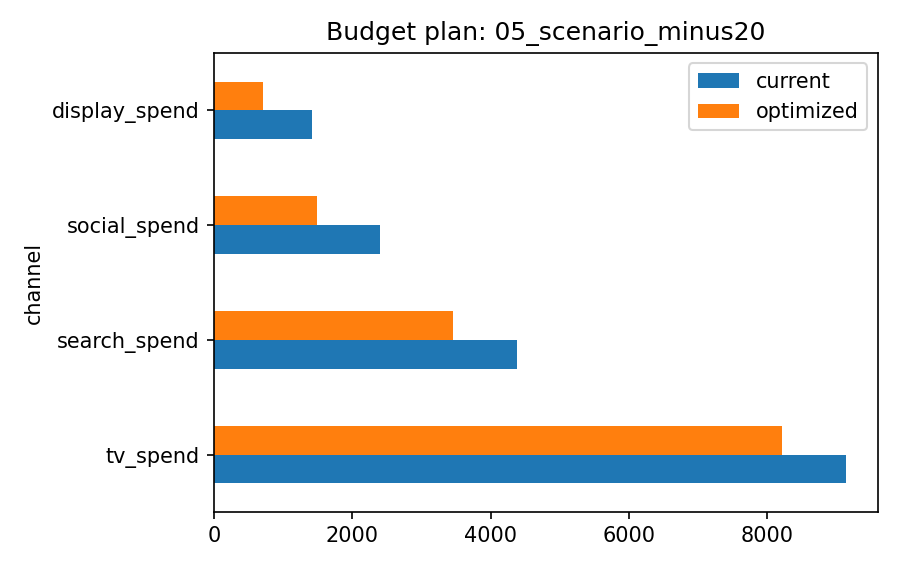 Budget plan: 05_scenario_minus20
current
optimized
display_spend
social_spend
search_spend
tv_spend
channel
0 2000 4000 6000 8000